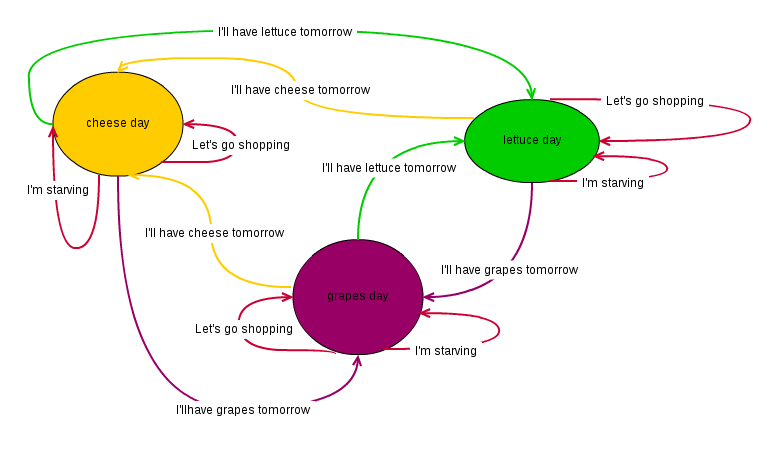 I'll have lettuce tomorrow
I'll have cheese tomorrow
Let's go shopping
cheese day
lettuce day
Let's go shopping
I'll have lettuce tomorrow
I'm starving
I'm starving
I'll have cheese tomorrow
I'll have grapes tomorrow
grapes day
Let's go shopping
I'm starving
I'llhave grapes tomorrow